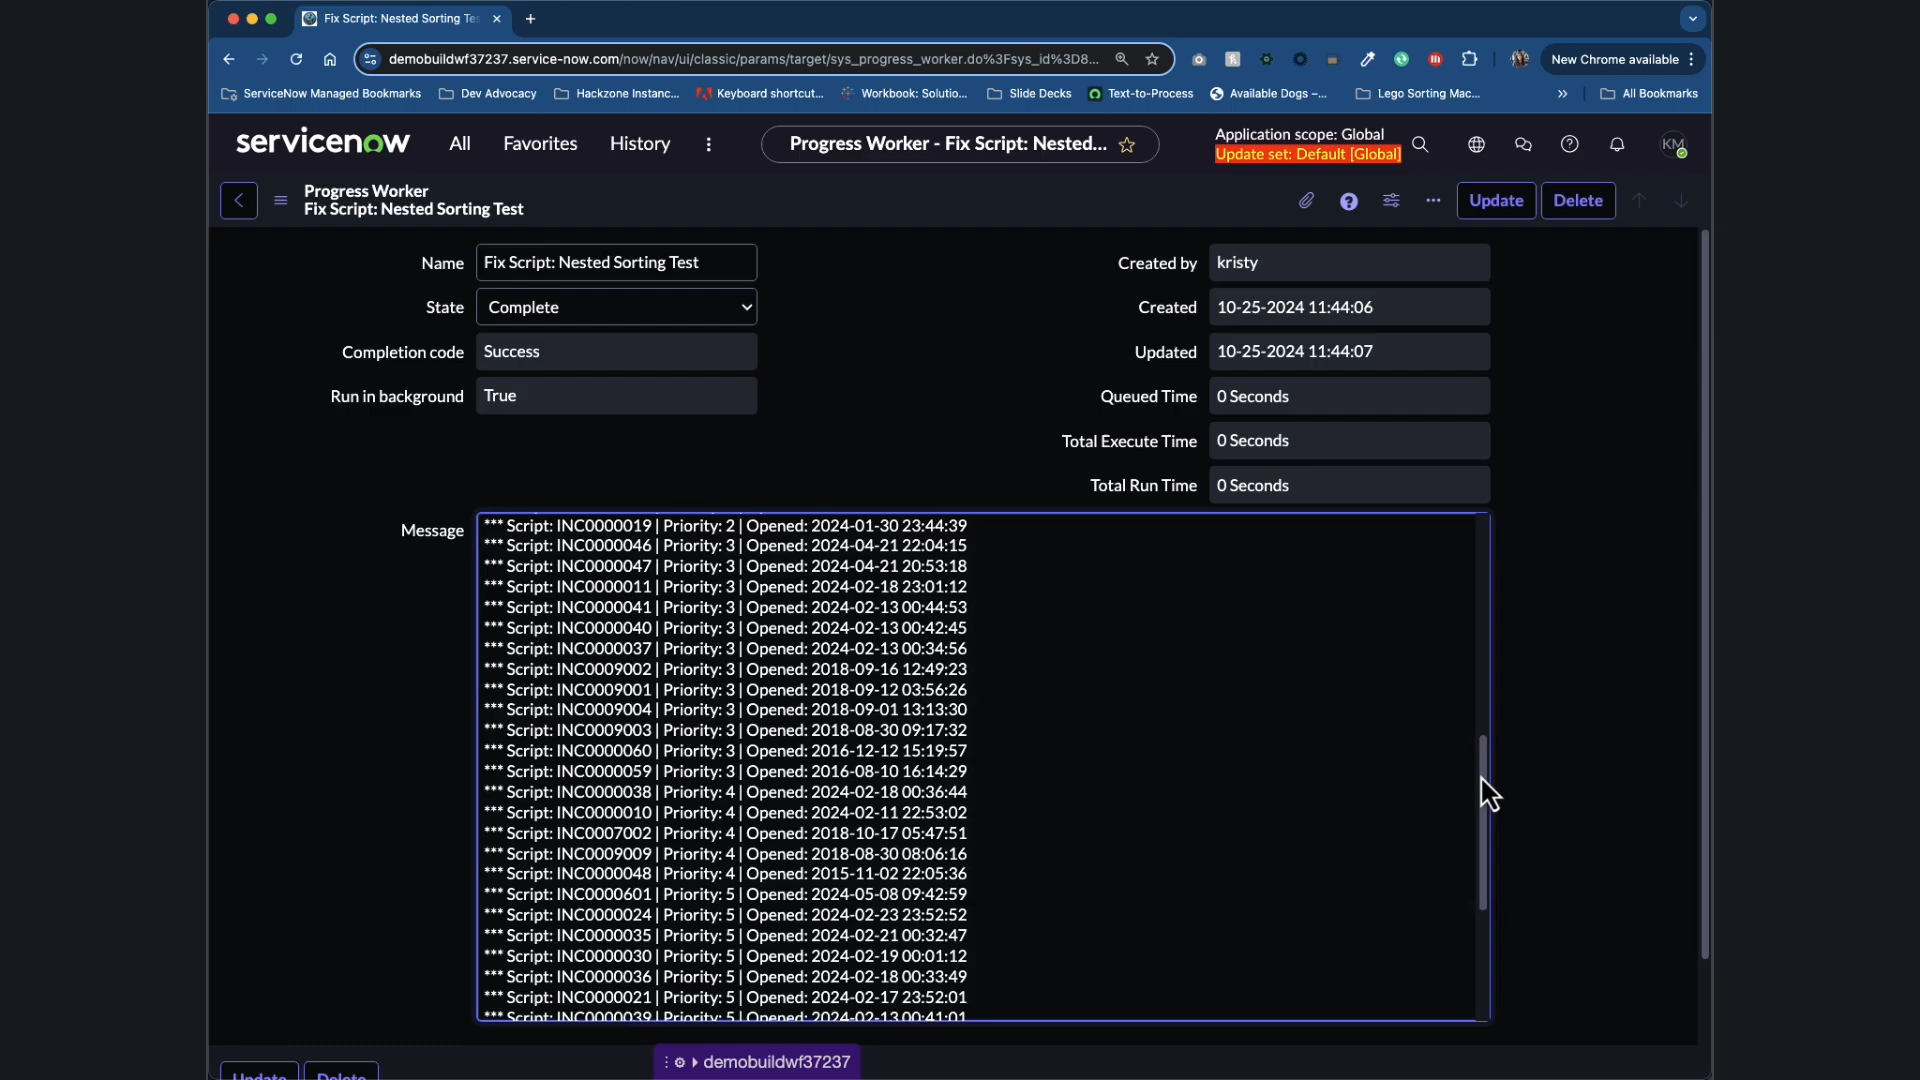 Fix Script: Nested Sorting Tes
demobuildwf37237.service-now.com/now/nav/ui/classic/params/target/sys_progress_worker.do%3Fsys_id%3D8...
New Chrome available
ServiceNow Managed Bookmarks
Dev Advocacy
Hackzone Instanc...
Keyboard shortcut...
Workbook: Solutio...
Slide Decks
Text-to-Process
Available Dogs –...
Lego Sorting Mac...
All Bookmarks
servicenow
All
Favorites
History
Progress Worker - Fix Script: Nested...
Application scope: Global
Update set: Default [Global]
KM
Progress Worker
Fix Script: Nested Sorting Test
Update
Delete
Name
Fix Script: Nested Sorting Test
State
Complete
Completion code
Success
Run in background
True
Created by
kristy
Created
10-25-2024 11:44:06
Updated
10-25-2024 11:44:07
Queued Time
0 Seconds
Total Execute Time
0 Seconds
Total Run Time
0 Seconds
Message
*** Script: INC0000019 | Priority: 2 | Opened: 2024-01-30 23:44:39
*** Script: INC0000046 | Priority: 3 | Opened: 2024-04-21 22:04:15
*** Script: INC0000047 | Priority: 3 | Opened: 2024-04-21 20:53:18
*** Script: INC0000011 | Priority: 3 | Opened: 2024-02-18 23:01:12
*** Script: INC0000041 | Priority: 3 | Opened: 2024-02-13 00:44:53
*** Script: INC0000040 | Priority: 3 | Opened: 2024-02-13 00:42:45
*** Script: INC0000037 | Priority: 3 | Opened: 2024-02-13 00:34:56
*** Script: INC0009002 | Priority: 3 | Opened: 2018-09-16 12:49:23
*** Script: INC0009001 | Priority: 3 | Opened: 2018-09-12 03:56:26
*** Script: INC0009004 | Priority: 3 | Opened: 2018-09-01 13:13:30
*** Script: INC0009003 | Priority: 3 | Opened: 2018-08-30 09:17:32
*** Script: INC0000060 | Priority: 3 | Opened: 2016-12-12 15:19:57
*** Script: INC0000059 | Priority: 3 | Opened: 2016-08-10 16:14:29
*** Script: INC0000038 | Priority: 4 | Opened: 2024-02-18 00:36:44
*** Script: INC0000010 | Priority: 4 | Opened: 2024-02-11 22:53:02
*** Script: INC0007002 | Priority: 4 | Opened: 2018-10-17 05:47:51
*** Script: INC0009009 | Priority: 4 | Opened: 2018-08-30 08:06:16
*** Script: INC0000048 | Priority: 4 | Opened: 2015-11-02 22:05:36
*** Script: INC0000601 | Priority: 5 | Opened: 2024-05-08 09:42:59
*** Script: INC0000024 | Priority: 5 | Opened: 2024-02-23 23:52:52
*** Script: INC0000035 | Priority: 5 | Opened: 2024-02-21 00:32:47
*** Script: INC0000030 | Priority: 5 | Opened: 2024-02-19 00:01:12
*** Script: INC0000036 | Priority: 5 | Opened: 2024-02-18 00:33:49
*** Script: INC0000021 | Priority: 5 | Opened: 2024-02-17 23:52:01
*** Script: INC0000039 | Priority: 5 | Opened: 2024-02-13 00:41:01
demobuildwf37237
Update
Delete